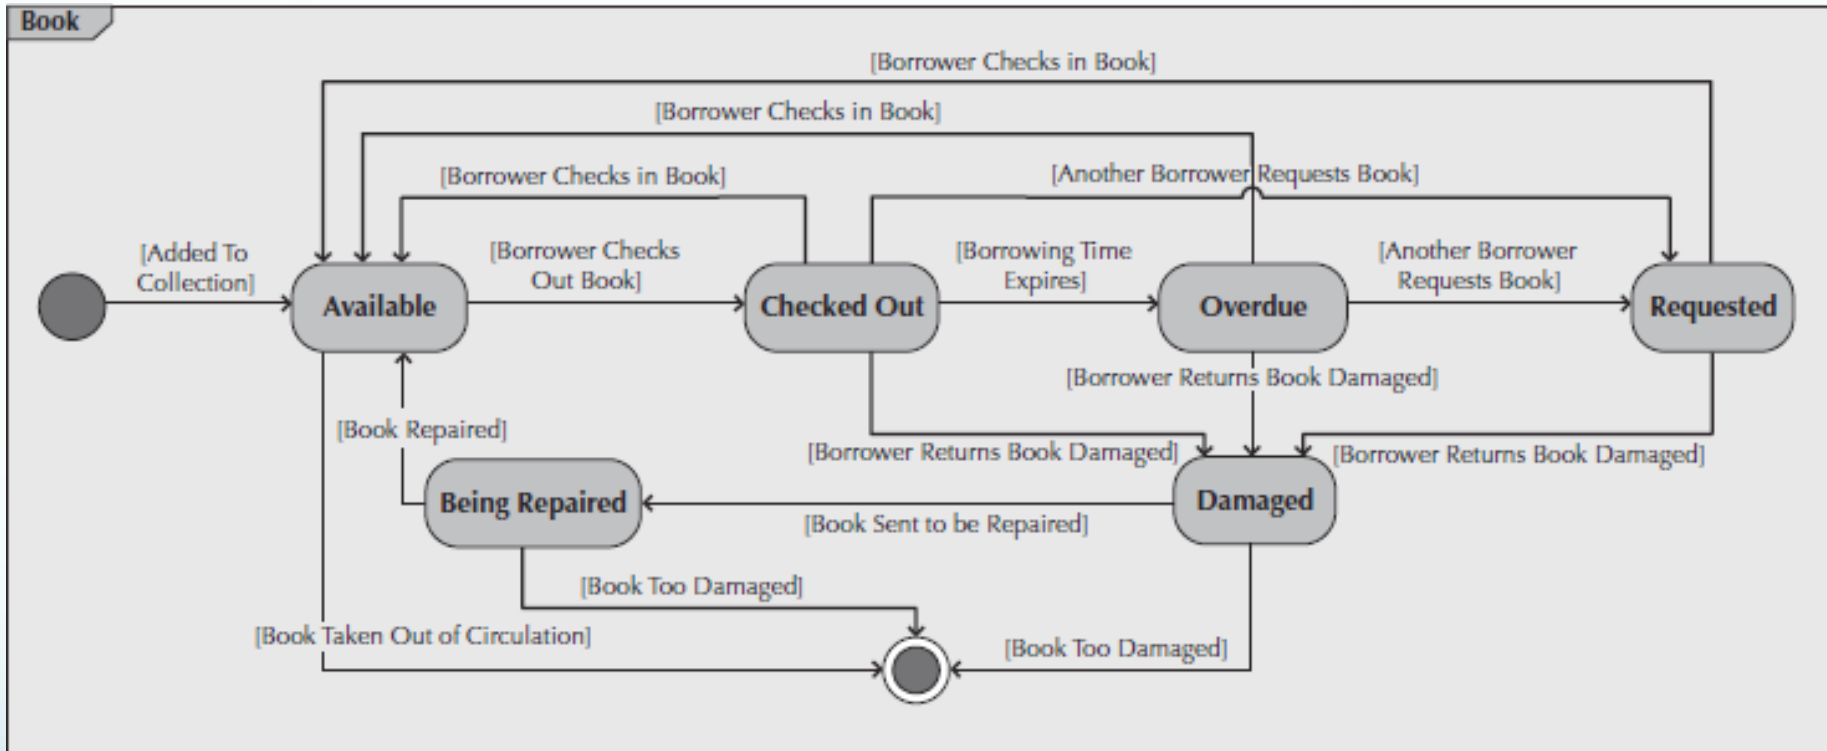 Book
[Borrower Checks in Book]
[Borrower Checks in Book]
[Borrower Checks in Book]
[Another Borrower Requests Book]
[Added To
Collection]
[Borrower Checks
Out Book]
[Borrowing Time
Expires]
[Another Borrower
Requests Book]
Available
Checked Out
Overdue
Requested
[Borrower Returns Book Damaged]
[Book Repaired]
[Borrower Returns Book Damaged]
[Borrower Returns Book Damaged]
Being Repaired
Damaged
[Book Sent to be Repaired]
[Book Too Damaged]
[Book Taken Out of Circulation]
[Book Too Damaged]